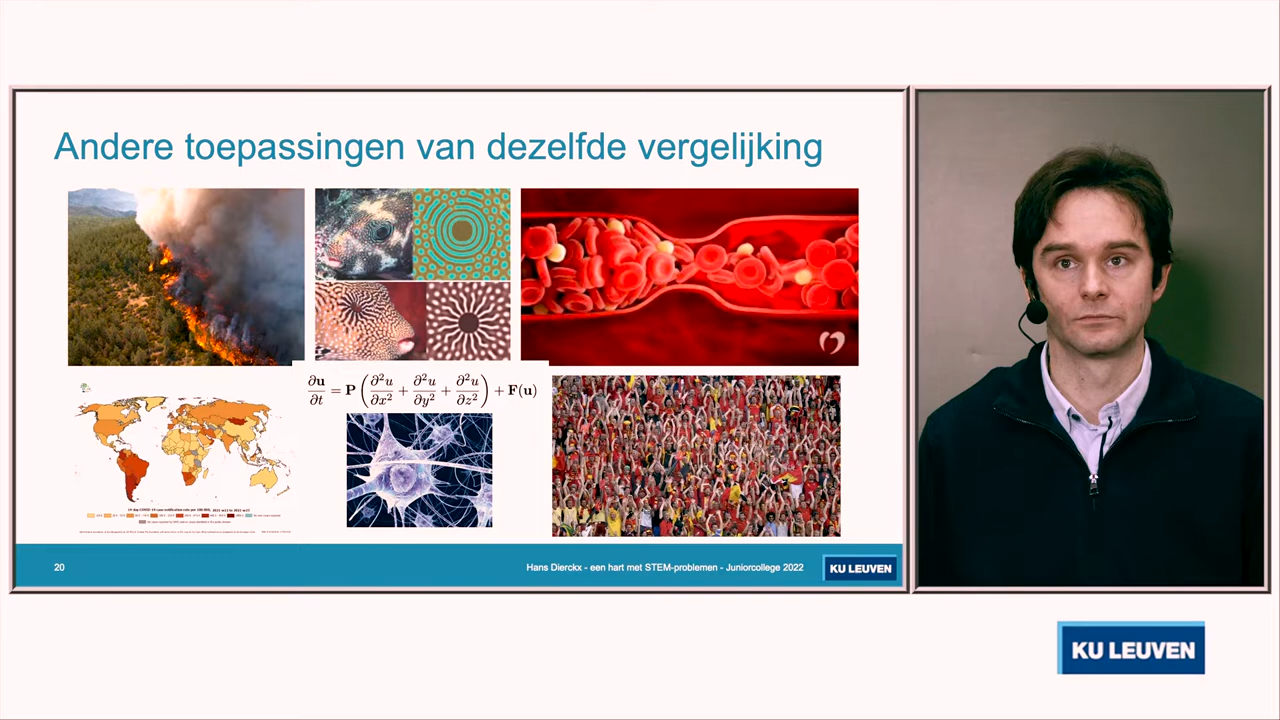 Andere toepassingen van dezelfde vergelijking
∂u/∂t = P (∂²u/∂x² + ∂²u/∂y² + ∂²u/∂z²) + F(u)
20
Hans Dierckx - een hart met STEM-problemen - Juniorcollege 2022
KU LEUVEN
KU LEUVEN